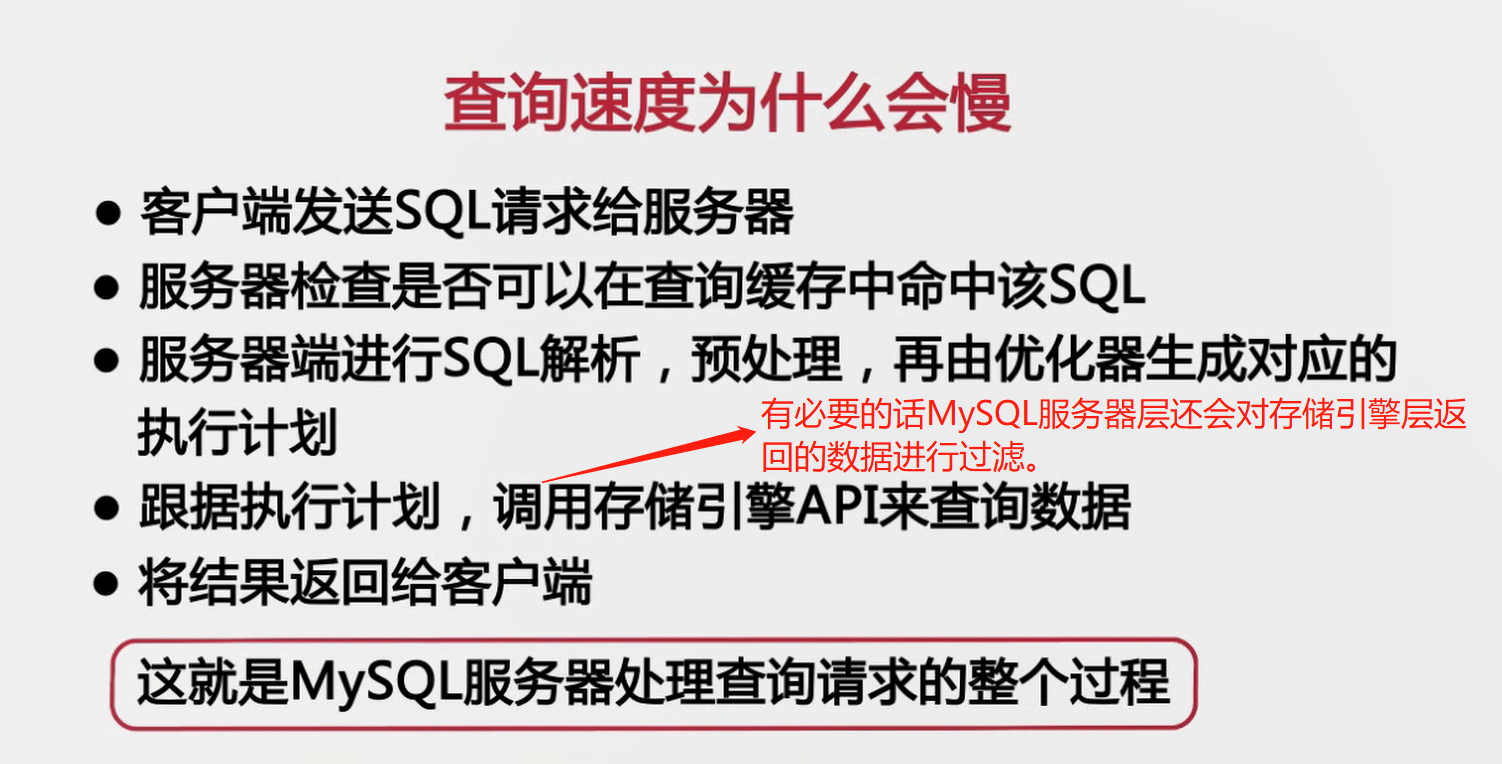 查询速度为什么会慢
● 客户端发送SQL请求给服务器
● 服务器检查是否可以在查询缓存中命中该SQL
● 服务器端进行SQL解析，预处理，再由优化器生成对应的
执行计划
有必要的话MySQL服务器层还会对存储引擎层返
回的数据进行过滤。
● 跟据执行计划，调用存储引擎API来查询数据
● 将结果返回给客户端
这就是MySQL服务器处理查询请求的整个过程